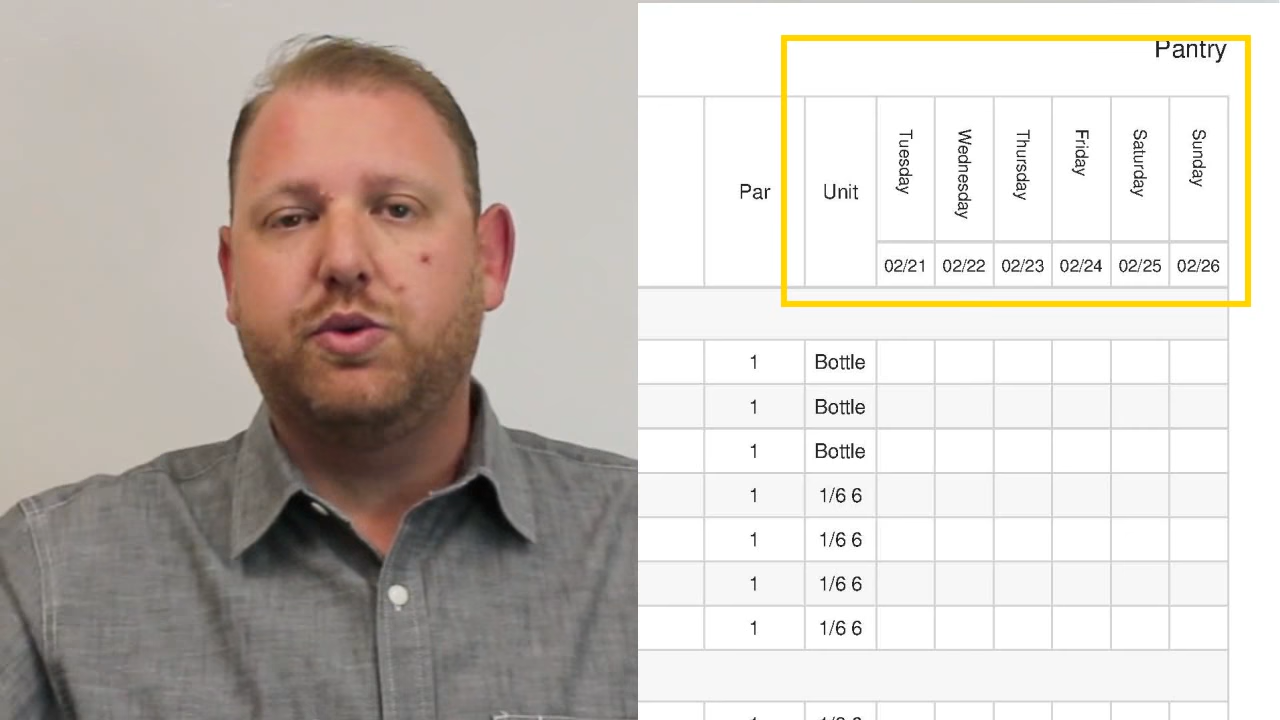 Pantry
Par Unit Tuesday Wednesday Thursday Friday Saturday Sunday
02/21 02/22 02/23 02/24 02/25 02/26
1 Bottle
1 Bottle
1 Bottle
1 1/6 6
1 1/6 6
1 1/6 6
1 1/6 6